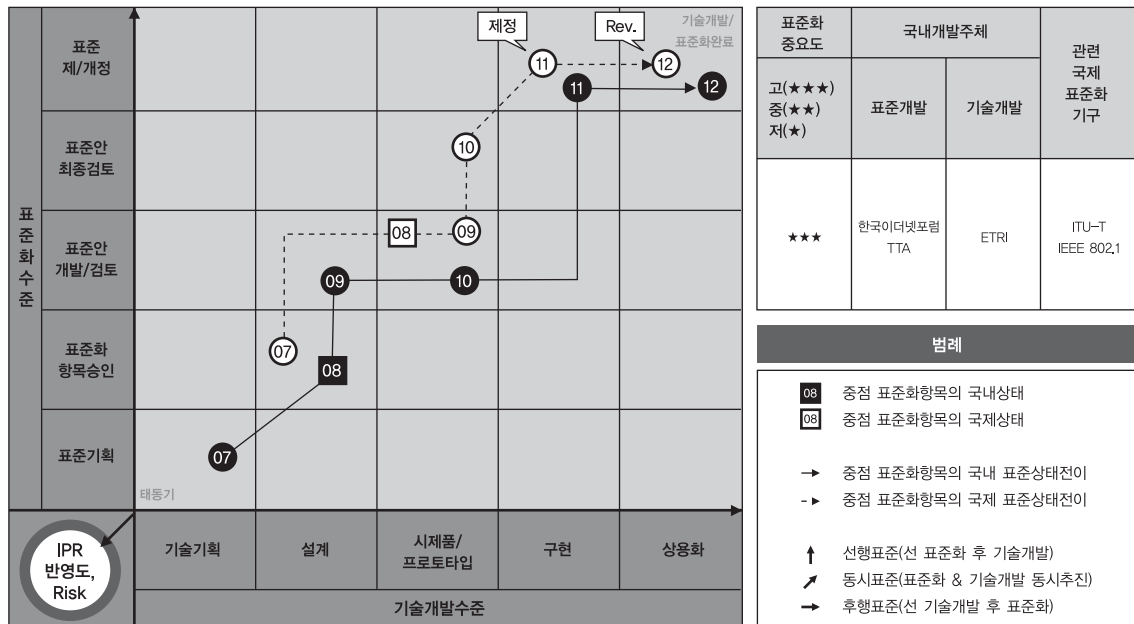 제정
Rev.
기술개발/
표준화완료
표준
제/개정
11
12
11
12
표준안
최종검토
10
표준화수준
표준안
개발/검토
08
09
09
10
표준화
항목승인
07
08
표준기획
07
태동기
IPR
반영도,
Risk
기술기획
설계
시제품/
프로토타입
구현
상용화
기술개발수준
표준화
중요도
국내개발주체
관련
국제
표준화
기구
고(★★★)
중(★★)
저(★)
표준개발
기술개발
★★★
한국이더넷포럼
TTA
ETRI
ITU-T
IEEE 802.1
범례
08 중점 표준화항목의 국내상태
08 중점 표준화항목의 국제상태
중점 표준화항목의 국내 표준상태전이
중점 표준화항목의 국제 표준상태전이
선행표준(선 표준화 후 기술개발)
동시표준(표준화 & 기술개발 동시추진)
후행표준(선 기술개발 후 표준화)